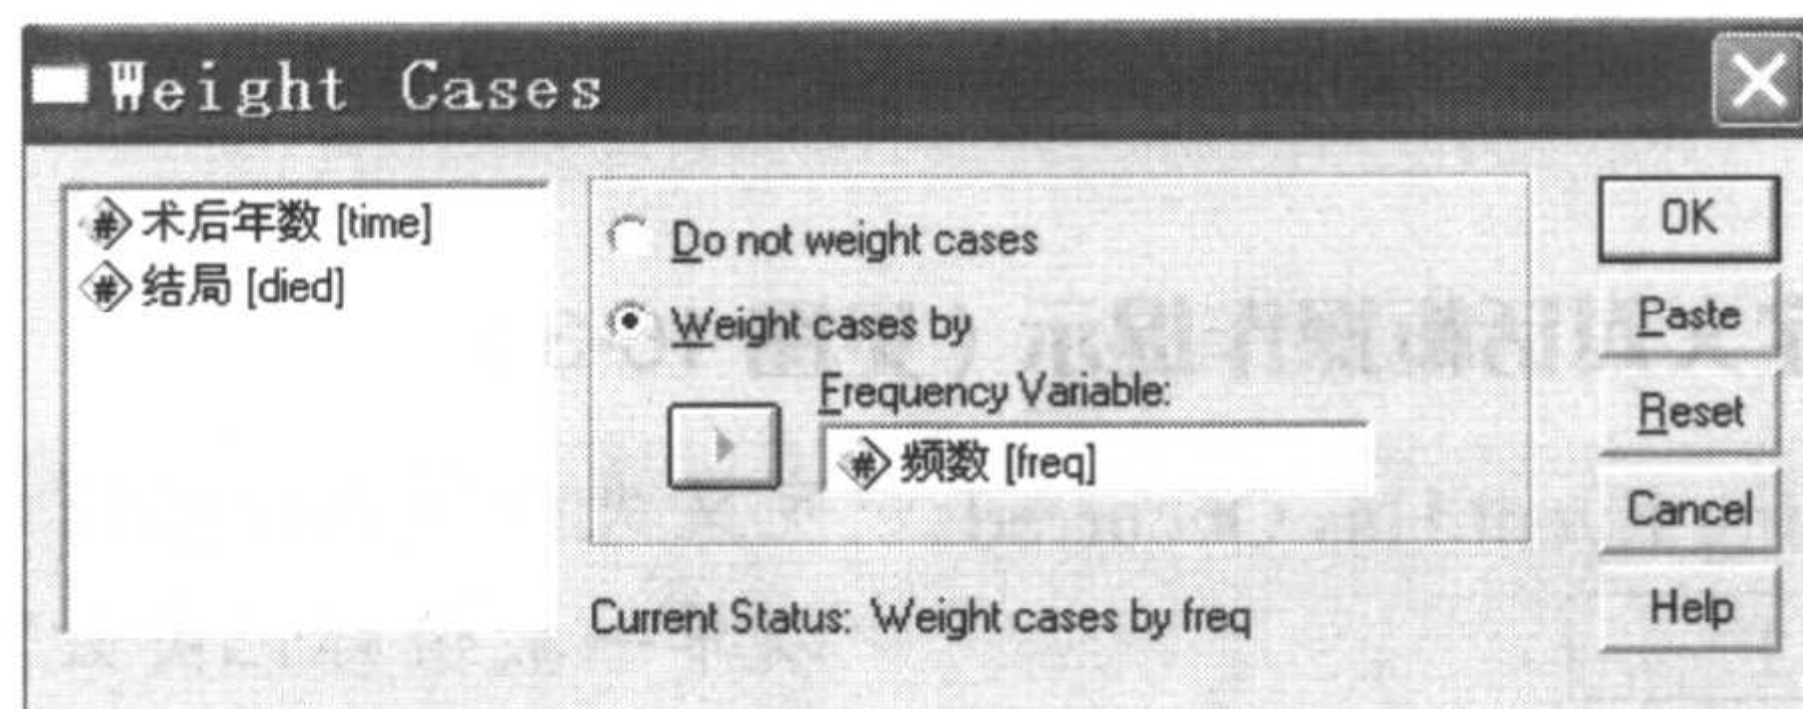 Weight Cases
术后年数 [time]
结局 [died]
Do not weight cases
Weight cases by
Frequency Variable:
频数 [freq]
Current Status: Weight cases by freq
OK
Paste
Reset
Cancel
Help